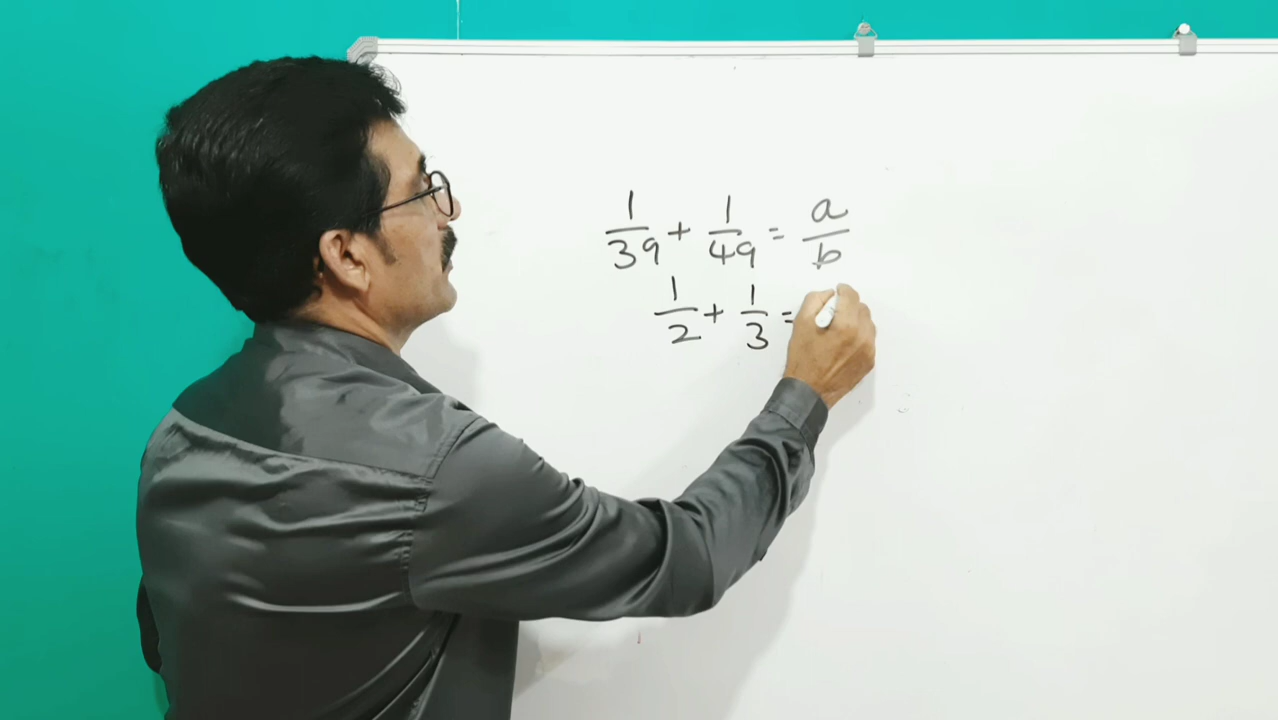 1/39 + 1/49 = a/b
1/2 + 1/3 =